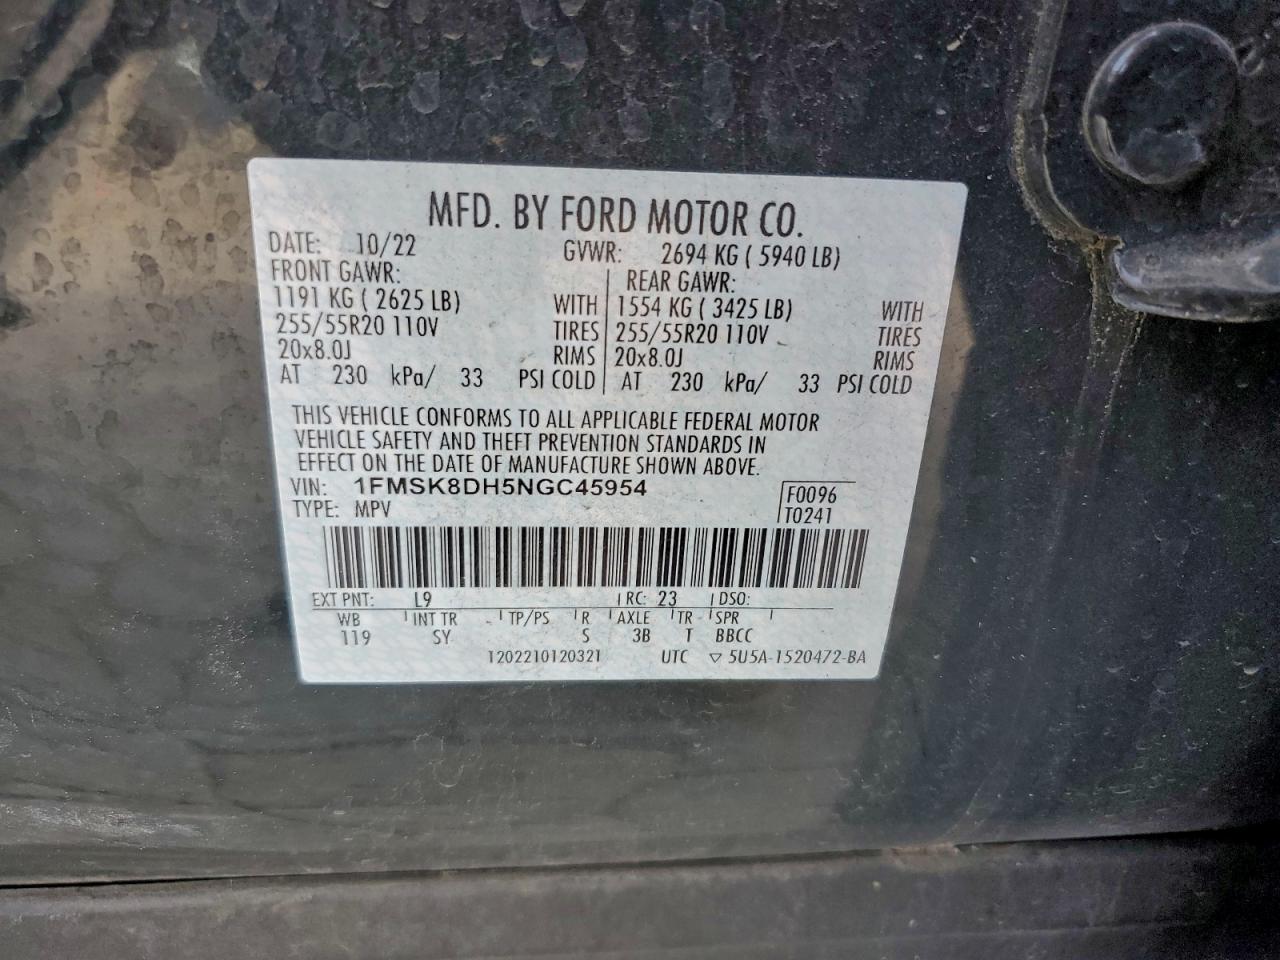 MFD. BY FORD MOTOR CO.
DATE: 10/22 GVWR: 2694 KG ( 5940 LB)
FRONT GAWR: REAR GAWR:
1191 KG ( 2625 LB) WITH 1554 KG ( 3425 LB) WITH
255/55R20 110V TIRES 255/55R20 110V TIRES
20x8.0J RIMS 20x8.0J RIMS
AT 230 kPa/ 33 PSI COLD AT 230 kPa/ 33 PSI COLD
THIS VEHICLE CONFORMS TO ALL APPLICABLE FEDERAL MOTOR
VEHICLE SAFETY AND THEFT PREVENTION STANDARDS IN
EFFECT ON THE DATE OF MANUFACTURE SHOWN ABOVE.
VIN: 1FMSK8DH5NGC45954 F0096
TYPE: MPV T0241
EXT PNT: L9 RC: 23 DSO:
WB INT TR TP/PS R AXLE TR SPR
119 SY S 3B T BBCC
1202210120321 UTC ▽ 5U5A-1520472-BA